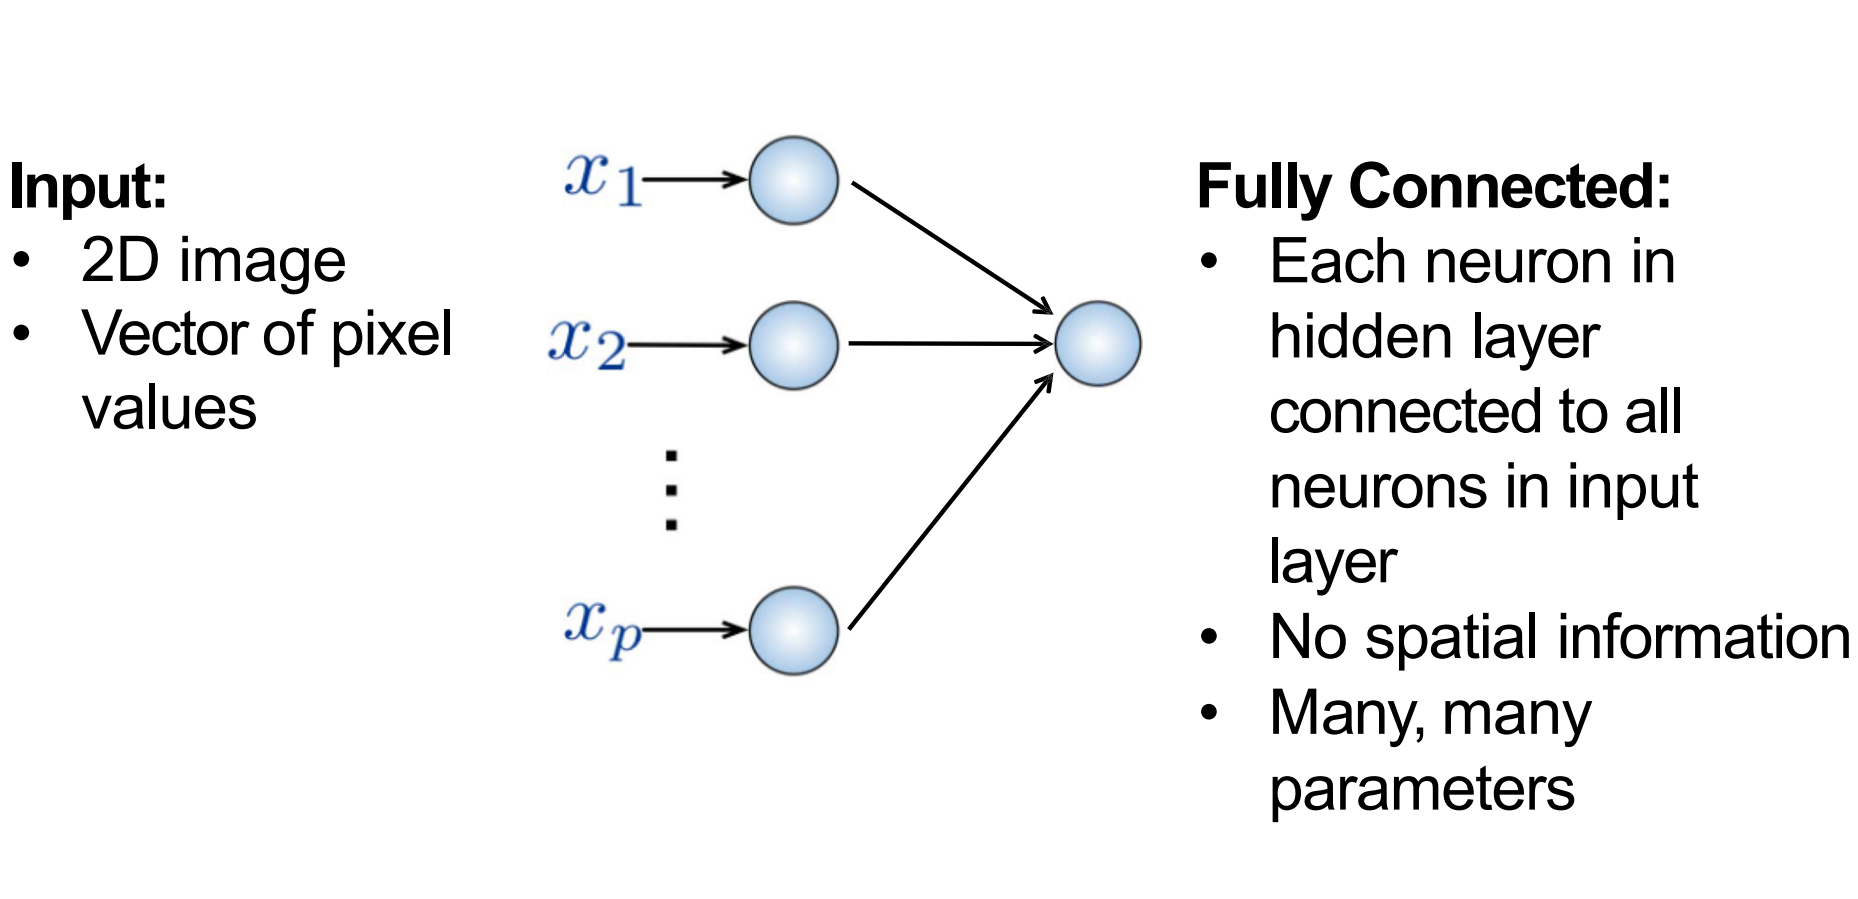 Input:
• 2D image
• Vector of pixel
values
x1
x2
⋮
xp
Fully Connected:
• Each neuron in
hidden layer
connected to all
neurons in input
layer
• No spatial information
• Many, many
parameters